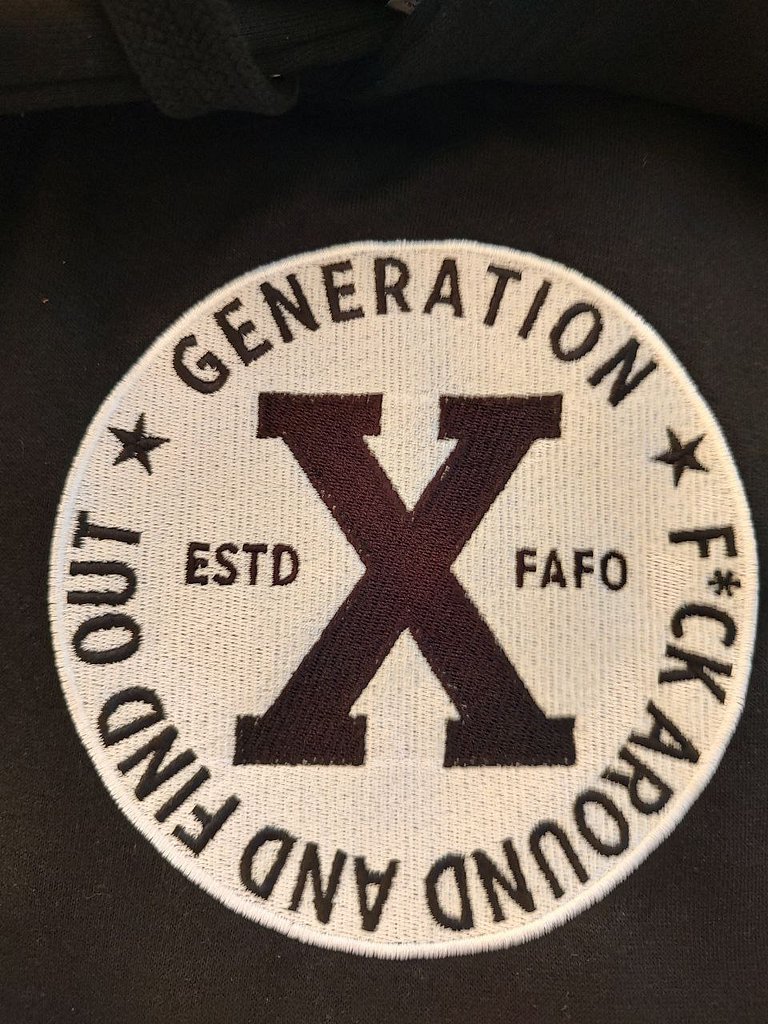 GENERATION
X
ESTD
FAFO
F*CK AROUND AND FIND OUT